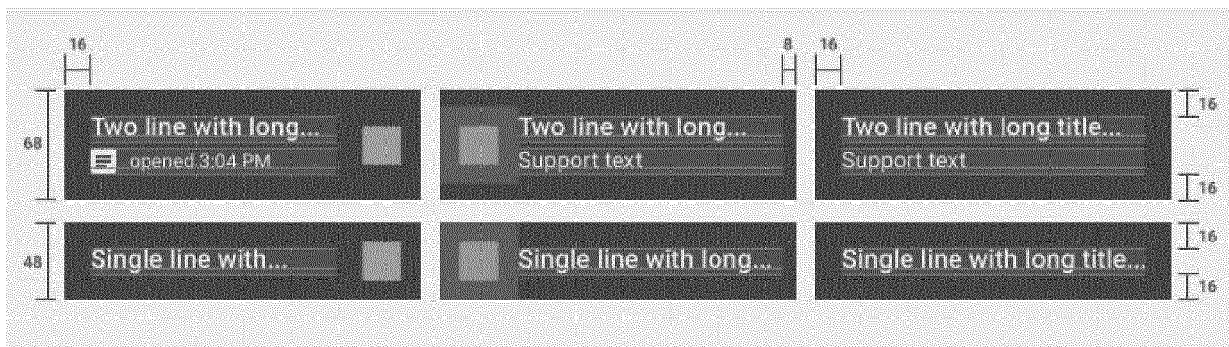 16 8 16
68 16
Two line with long... Two line with long... Two line with long title...
opened 3:04 PM Support text Support text
16
48 16
Single line with... Single line with long... Single line with long title...
16